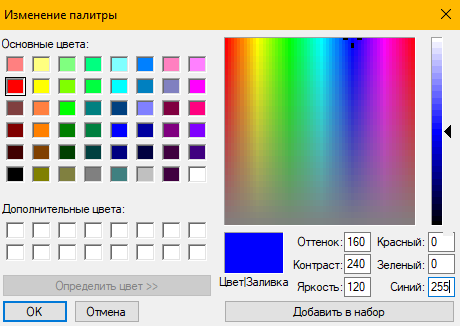 Изменение палитры
Основные цвета:
Дополнительные цвета:
Определить цвет >>
OK
Отмена
Цвет|Заливка
Оттенок: 160
Контраст: 240
Яркость: 120
Красный: 0
Зеленый: 0
Синий: 255
Добавить в набор